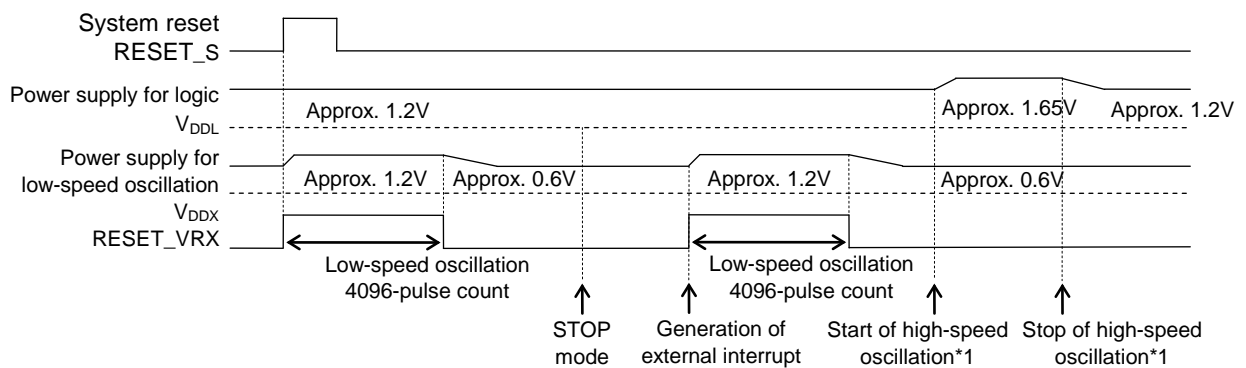 System reset
RESET_S
Power supply for logic
Approx. 1.2V
Approx. 1.65V
Approx. 1.2V
VDDL
Power supply for
low-speed oscillation
Approx. 1.2V
Approx. 0.6V
Approx. 1.2V
Approx. 0.6V
VDDX
RESET_VRX
Low-speed oscillation
4096-pulse count
Low-speed oscillation
4096-pulse count
STOP
mode
Generation of
external interrupt
Start of high-speed
oscillation*1
Stop of high-speed
oscillation*1